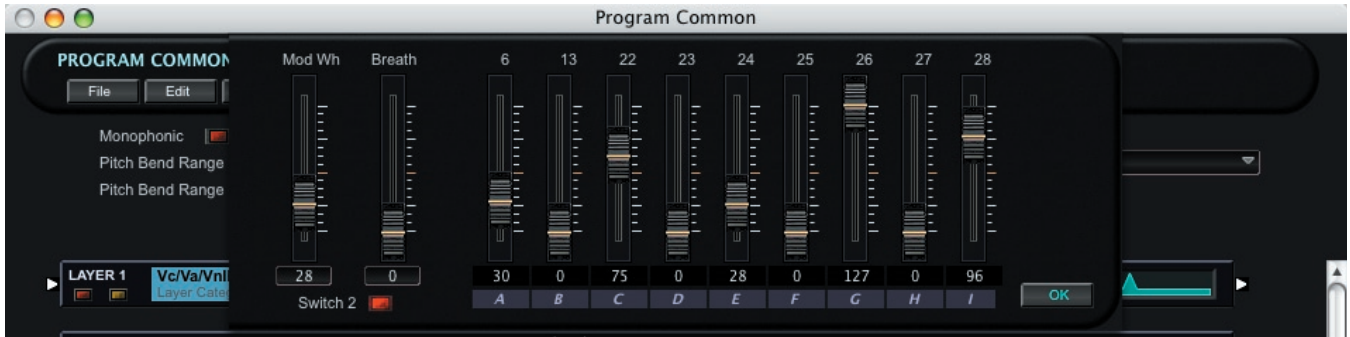 Program Common
PROGRAM COMMON
File Edit
Monophonic
Pitch Bend Range
Pitch Bend Range
Mod Wh Breath 6 13 22 23 24 25 26 27 28
28 0 30 0 75 0 28 0 127 0 96
Switch 2 A B C D E F G H I
OK
LAYER 1 Vc/Va/Vnl
Layer Cate